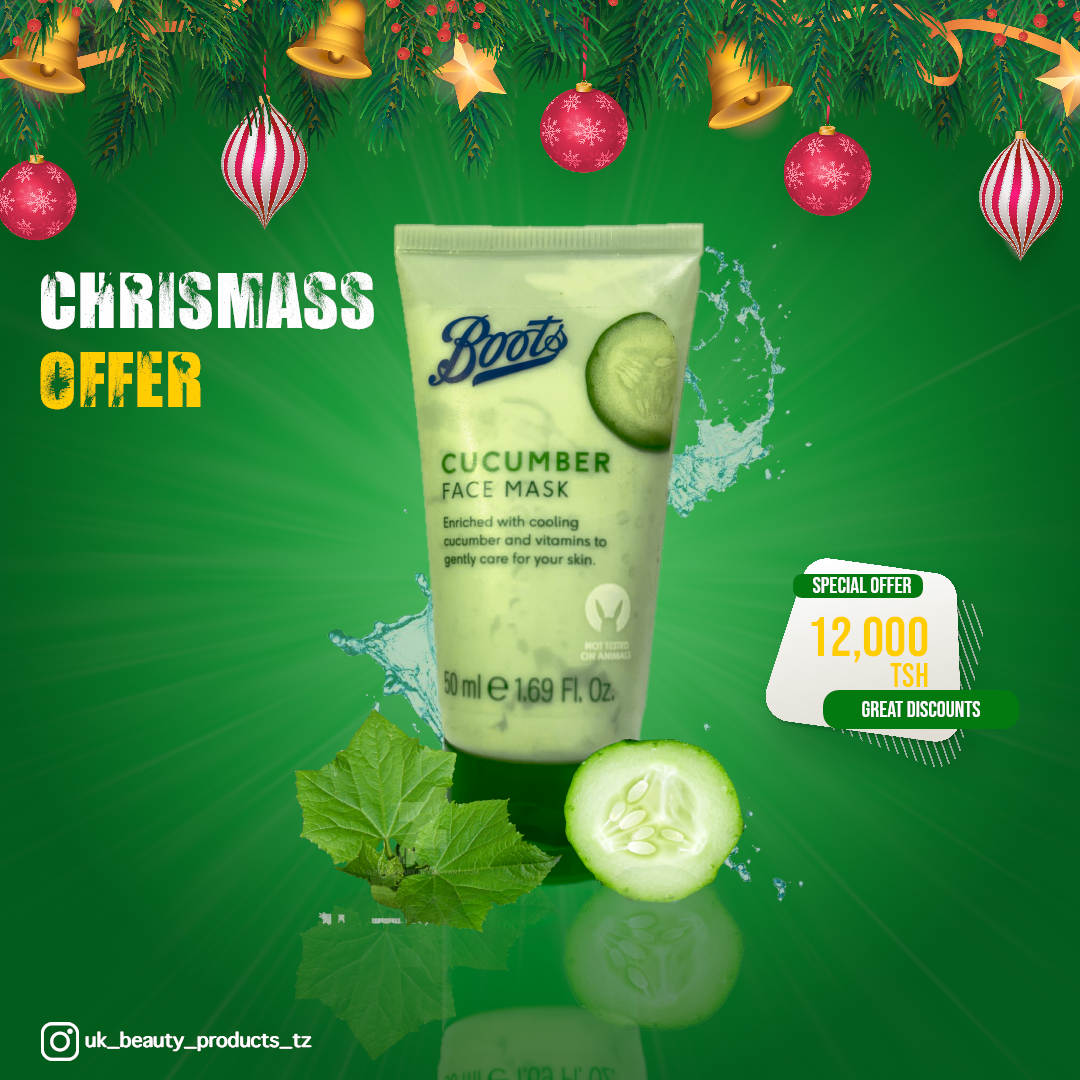 CHRISMASS
OFFER
Boots
CUCUMBER
FACE MASK
Enriched with cooling
cucumber and vitamins to
gently care for your skin.
NOT TESTED
ON ANIMALS
50 ml e 1.69 Fl. Oz.
SPECIAL OFFER
12,000
TSH
GREAT DISCOUNTS
uk_beauty_products_tz